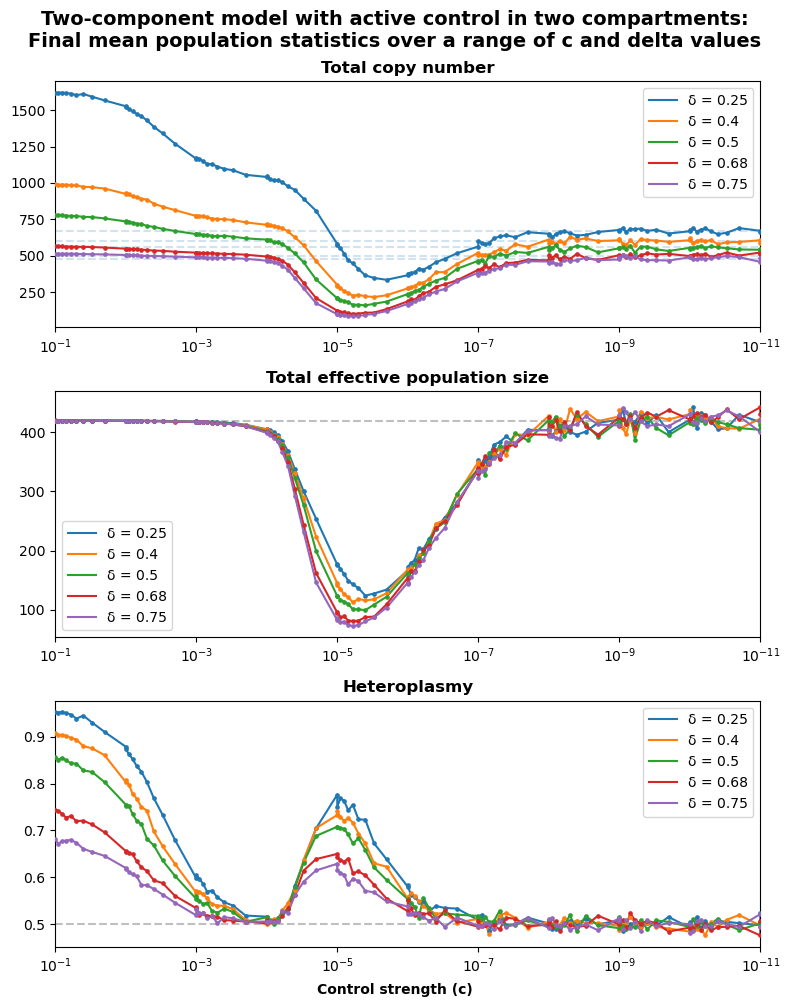 Two-component model with active control in two compartments:
Final mean population statistics over a range of c and delta values
Total copy number
1500
1250
1000
750
500
250
δ = 0.25
δ = 0.4
δ = 0.5
δ = 0.68
δ = 0.75
10⁻¹ 10⁻³ 10⁻⁵ 10⁻⁷ 10⁻⁹ 10⁻¹¹
Total effective population size
400
300
200
100
δ = 0.25
δ = 0.4
δ = 0.5
δ = 0.68
δ = 0.75
10⁻¹ 10⁻³ 10⁻⁵ 10⁻⁷ 10⁻⁹ 10⁻¹¹
Heteroplasmy
0.9
0.8
0.7
0.6
0.5
δ = 0.25
δ = 0.4
δ = 0.5
δ = 0.68
δ = 0.75
10⁻¹ 10⁻³ 10⁻⁵ 10⁻⁷ 10⁻⁹ 10⁻¹¹
Control strength (c)